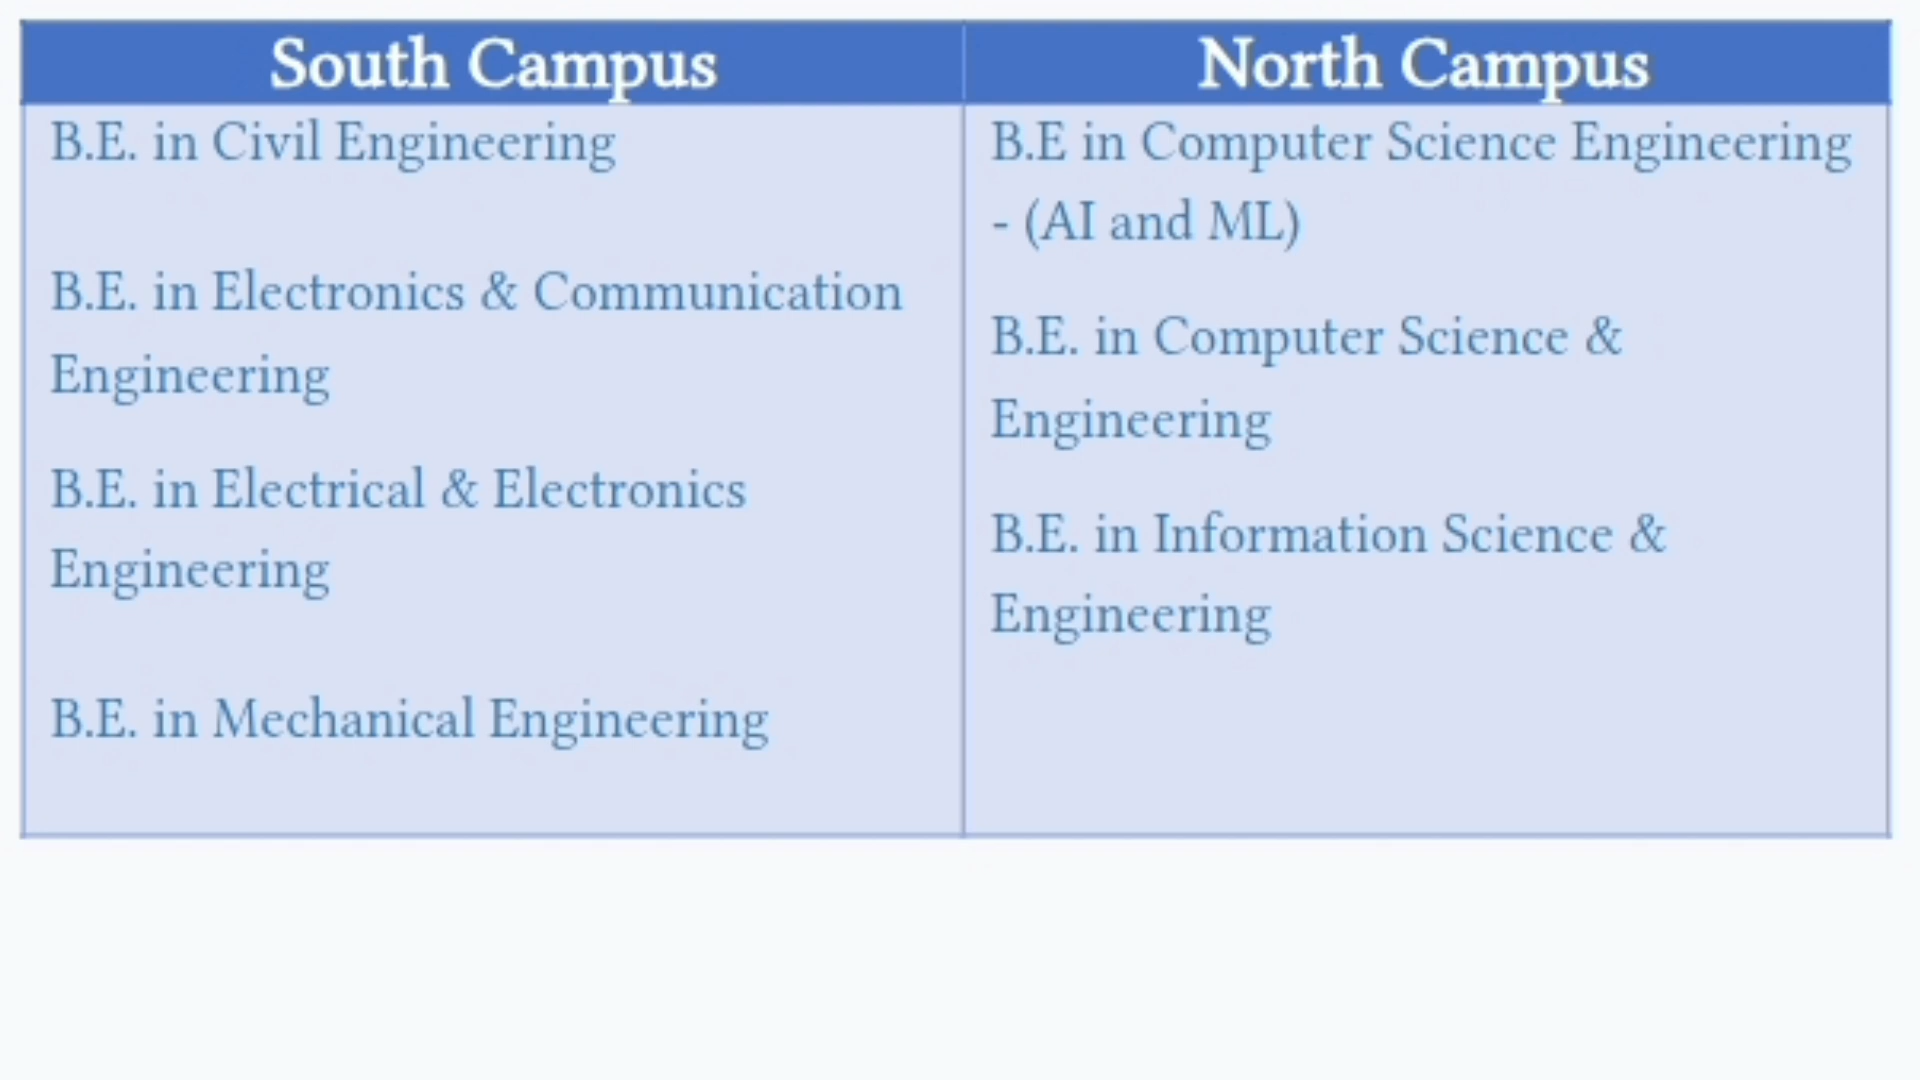 South Campus
B.E. in Civil Engineering
B.E. in Electronics & Communication
Engineering
B.E. in Electrical & Electronics
Engineering
B.E. in Mechanical Engineering
North Campus
B.E in Computer Science Engineering
- (AI and ML)
B.E. in Computer Science &
Engineering
B.E. in Information Science &
Engineering